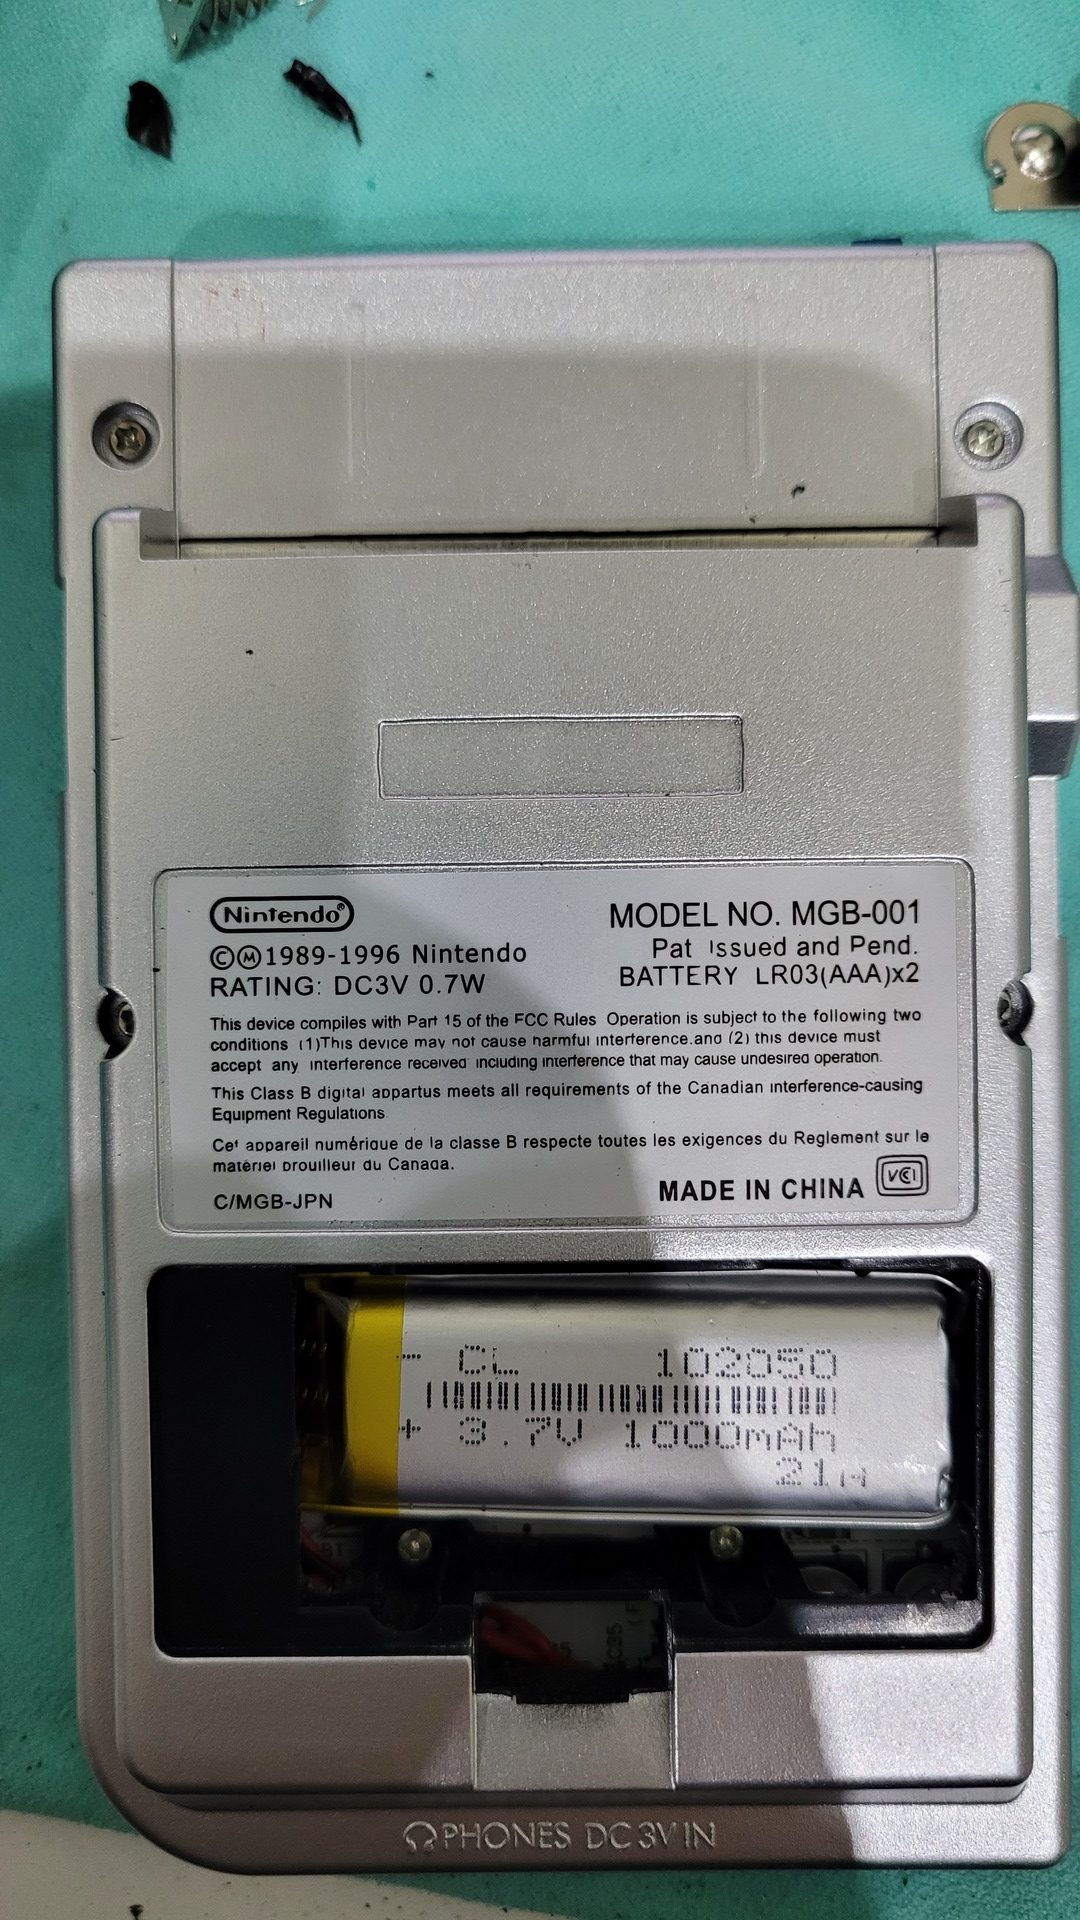 Nintendo®
©Ⓜ1989-1996 Nintendo
RATING: DC3V 0.7W
MODEL NO. MGB-001
Pat Issued and Pend.
BATTERY LR03(AAA)x2
This device compiles with Part 15 of the FCC Rules Operation is subject to the following two
conditions (1)This device may not cause harmful interference.and (2) this device must
accept any interference received including interference that may cause undesired operation.
This Class B digital appartus meets all requirements of the Canadian interference-causing
Equipment Regulations
Cet appareil numérique de la classe B respecte toutes les exigences du Reglement sur le
matériel brouilleur du Canada.
C/MGB-JPN
MADE IN CHINA
VCI
- CL 102050
+ 3.7V 1000mAh
PHONES DC 3V IN